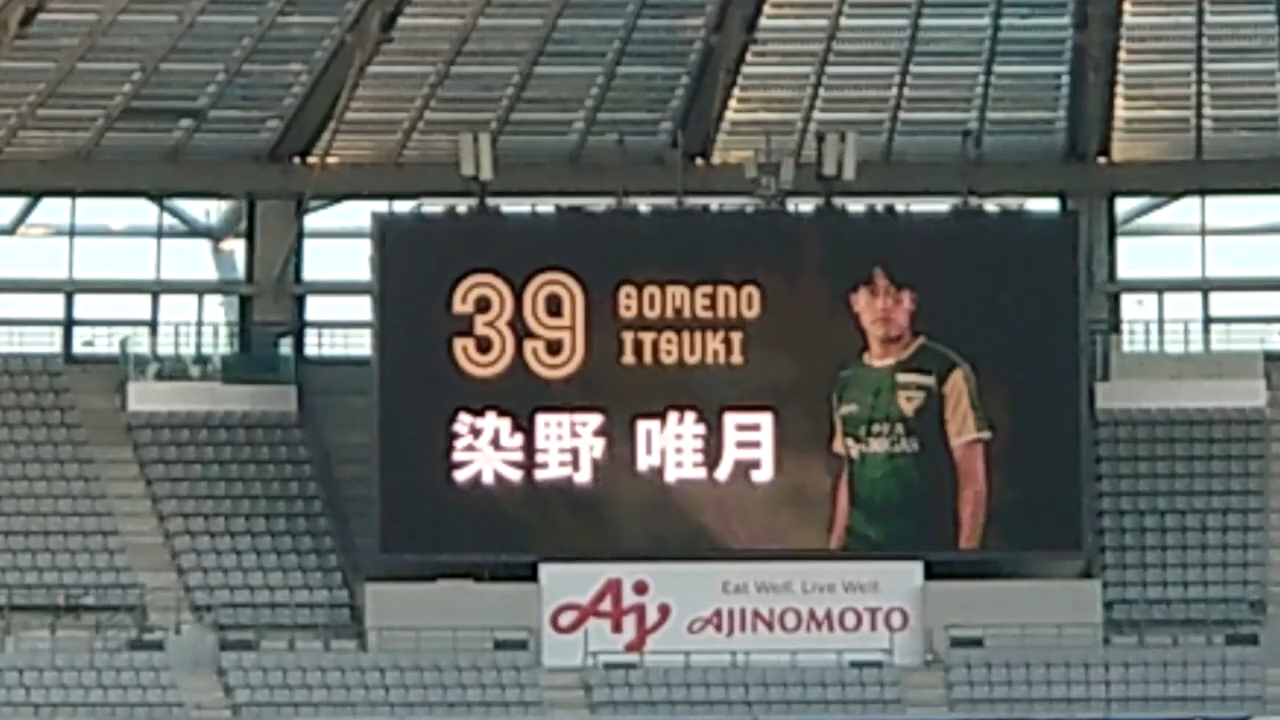 39
SOMENO
ITSUKI
染野 唯月
Aj
Eat Well, Live Well.
AJINOMOTO